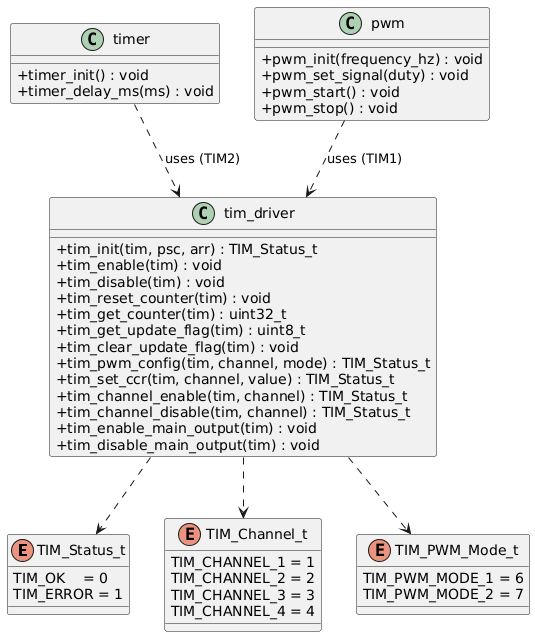 C timer
+timer_init() : void
+timer_delay_ms(ms) : void
C pwm
+pwm_init(frequency_hz) : void
+pwm_set_signal(duty) : void
+pwm_start() : void
+pwm_stop() : void
uses (TIM2)
uses (TIM1)
C tim_driver
+tim_init(tim, psc, arr) : TIM_Status_t
+tim_enable(tim) : void
+tim_disable(tim) : void
+tim_reset_counter(tim) : void
+tim_get_counter(tim) : uint32_t
+tim_get_update_flag(tim) : uint8_t
+tim_clear_update_flag(tim) : void
+tim_pwm_config(tim, channel, mode) : TIM_Status_t
+tim_set_ccr(tim, channel, value) : TIM_Status_t
+tim_channel_enable(tim, channel) : TIM_Status_t
+tim_channel_disable(tim, channel) : TIM_Status_t
+tim_enable_main_output(tim) : void
+tim_disable_main_output(tim) : void
E TIM_Status_t
TIM_OK    = 0
TIM_ERROR = 1
E TIM_Channel_t
TIM_CHANNEL_1 = 1
TIM_CHANNEL_2 = 2
TIM_CHANNEL_3 = 3
TIM_CHANNEL_4 = 4
E TIM_PWM_Mode_t
TIM_PWM_MODE_1 = 6
TIM_PWM_MODE_2 = 7